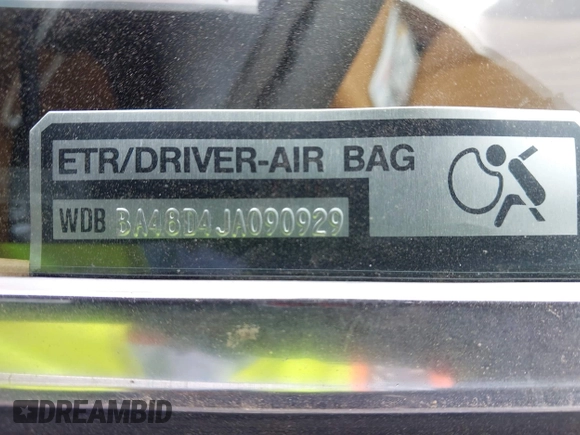 ETR/DRIVER-AIR BAG
WDB BA48D4JA090929
DREAMBID